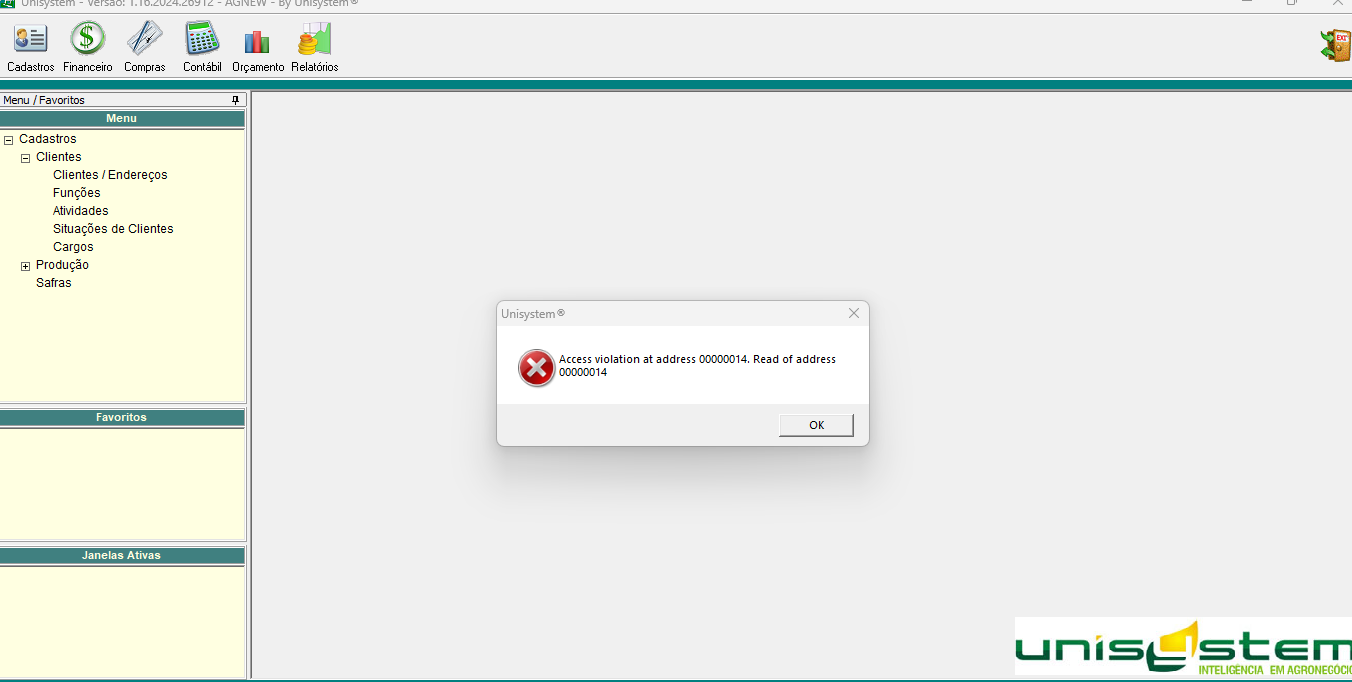 Unisystem - Versão: 1.16.2024.26912 - AGNEW - By Unisystem®
Cadastros Financeiro Compras Contábil Orçamento Relatórios
EXIT
Menu / Favoritos
Menu
Cadastros
Clientes
Clientes / Endereços
Funções
Atividades
Situações de Clientes
Cargos
Produção
Safras
Favoritos
Janelas Ativas
Unisystem®
Access violation at address 00000014. Read of address
00000014
OK
unisystem
INTELIGÊNCIA EM AGRONEGÓCIO